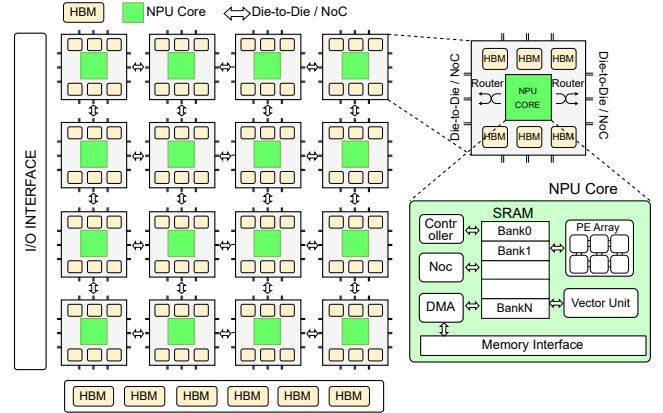 HBM NPU Core Die-to-Die / NoC
I/O INTERFACE
Die-to-Die / NoC
HBM HBM HBM
Router NPU CORE Router
HBM HBM HBM
Die-to-Die / NoC
NPU Core
SRAM
Contr
oller
Noc
DMA
Bank0
Bank1
BankN
PE Array
Vector Unit
Memory Interface
HBM HBM HBM HBM HBM HBM